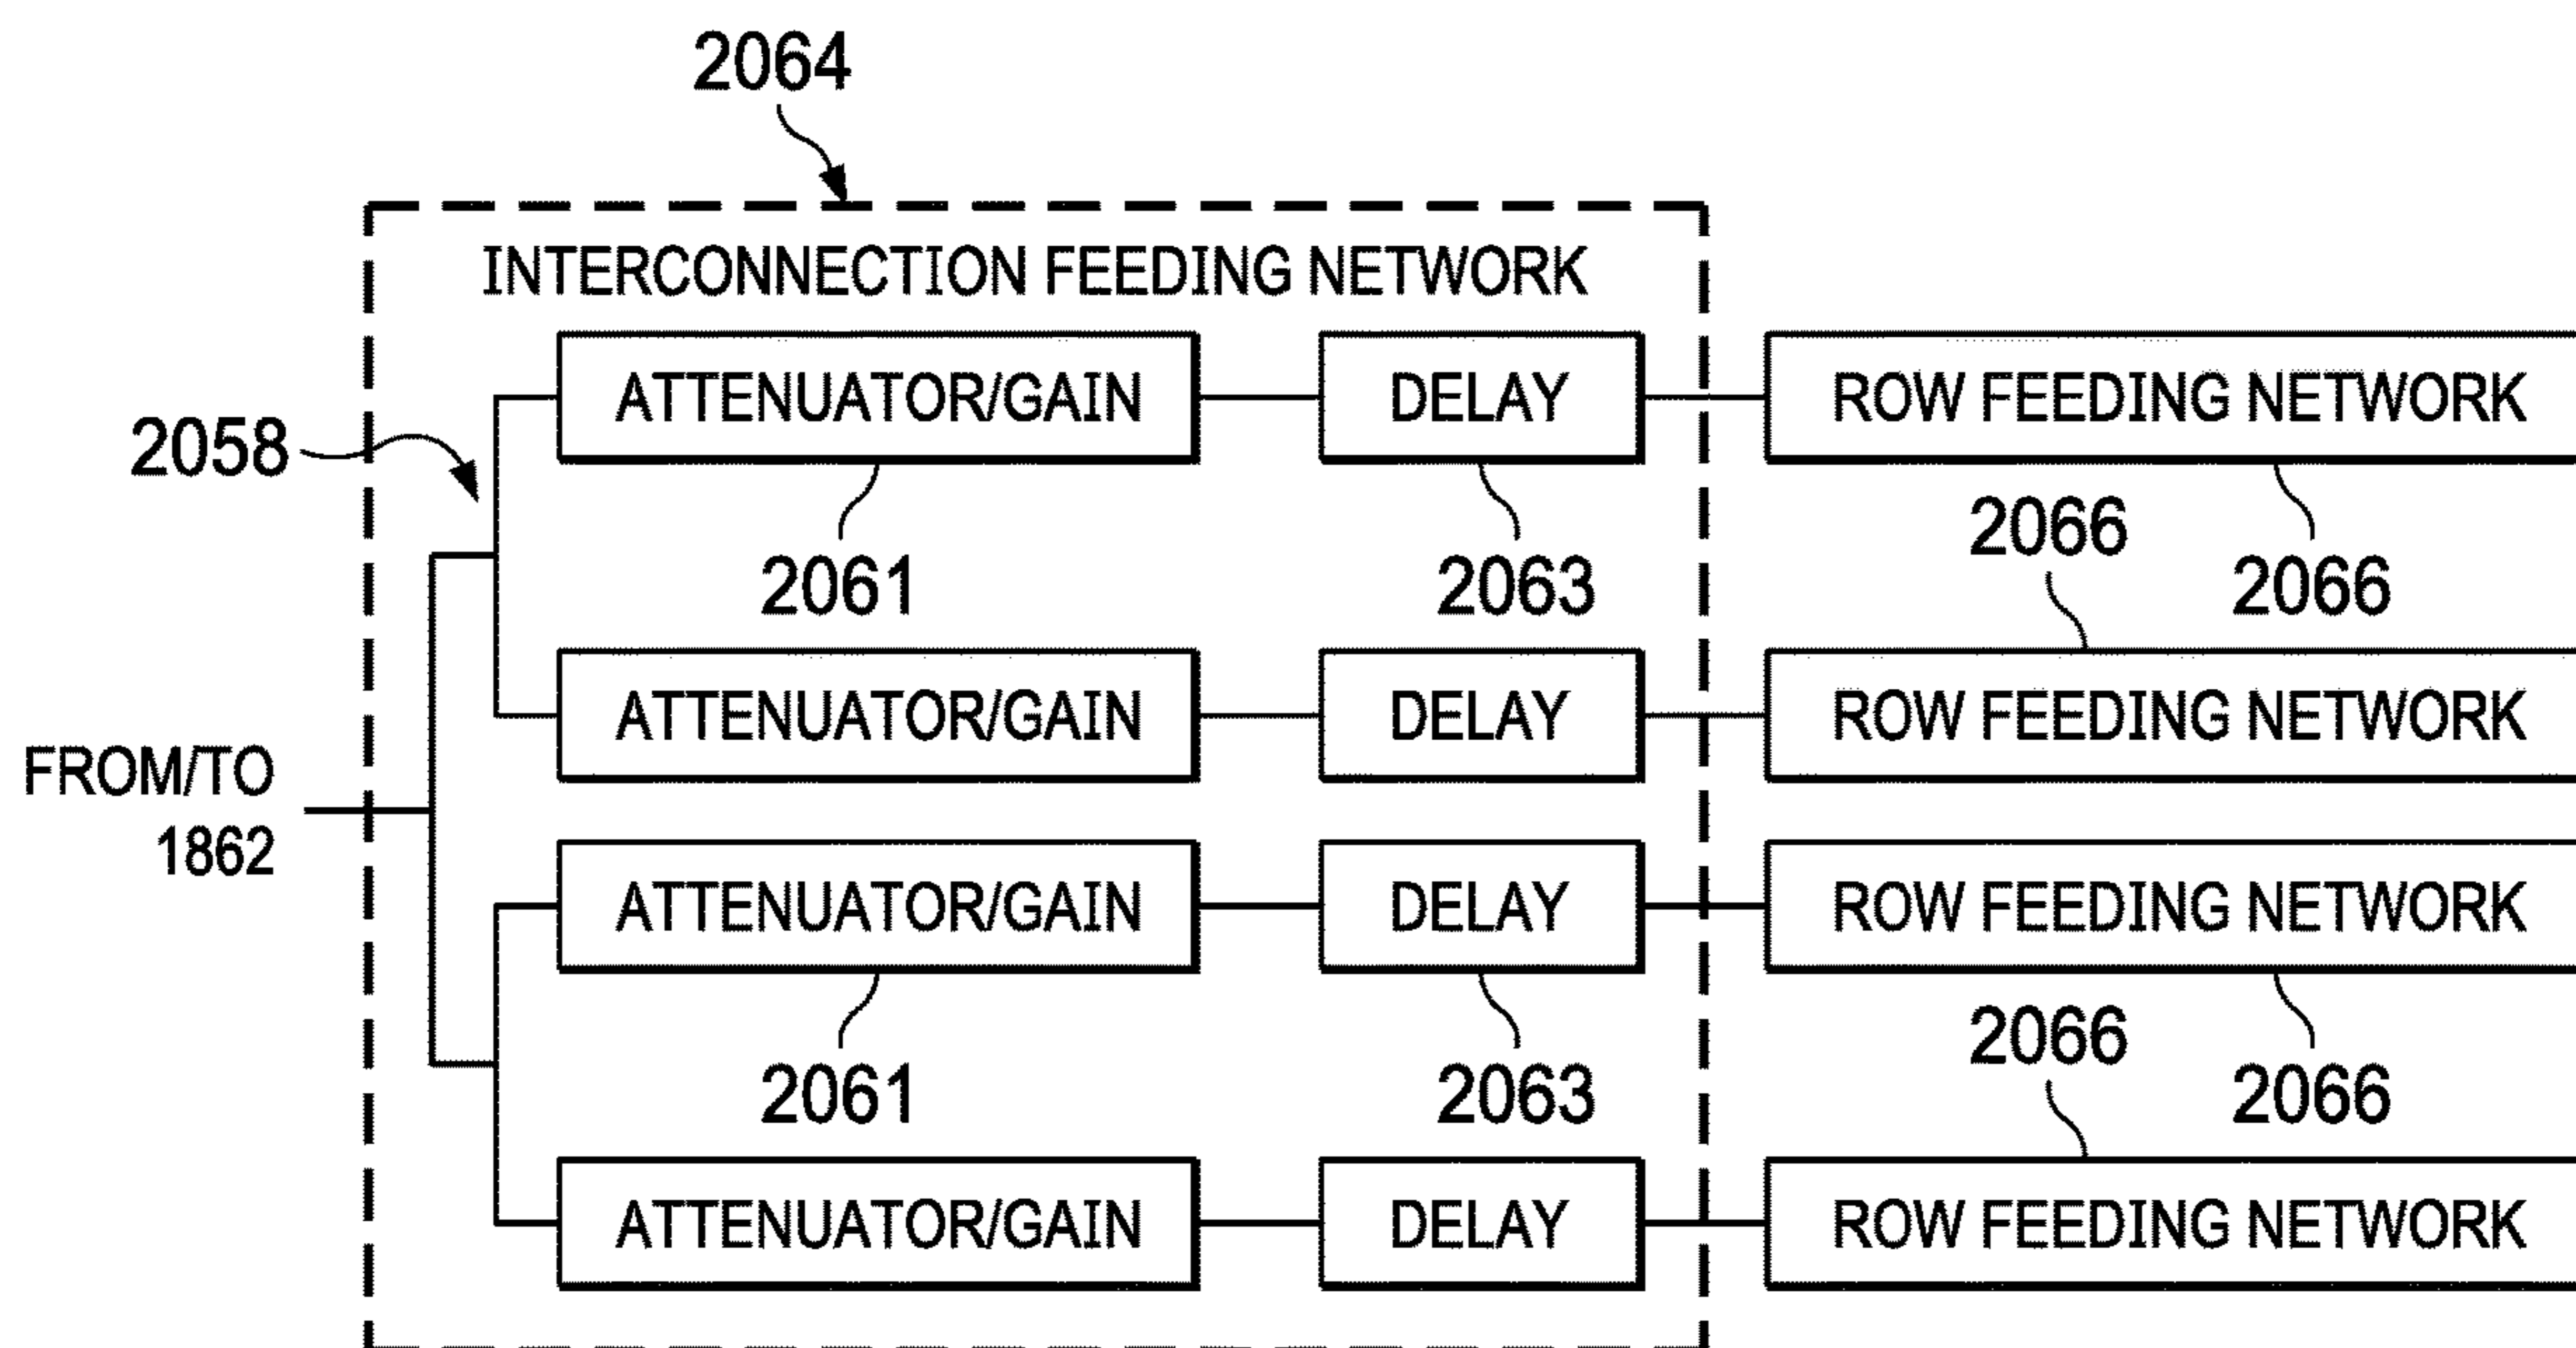 2064
INTERCONNECTION FEEDING NETWORK
ATTENUATOR/GAIN DELAY ROW FEEDING NETWORK
2058
2066
2061 2063 2066
ATTENUATOR/GAIN DELAY ROW FEEDING NETWORK
FROM/TO
1862
ATTENUATOR/GAIN DELAY ROW FEEDING NETWORK
2066
2061 2063 2066
ATTENUATOR/GAIN DELAY ROW FEEDING NETWORK